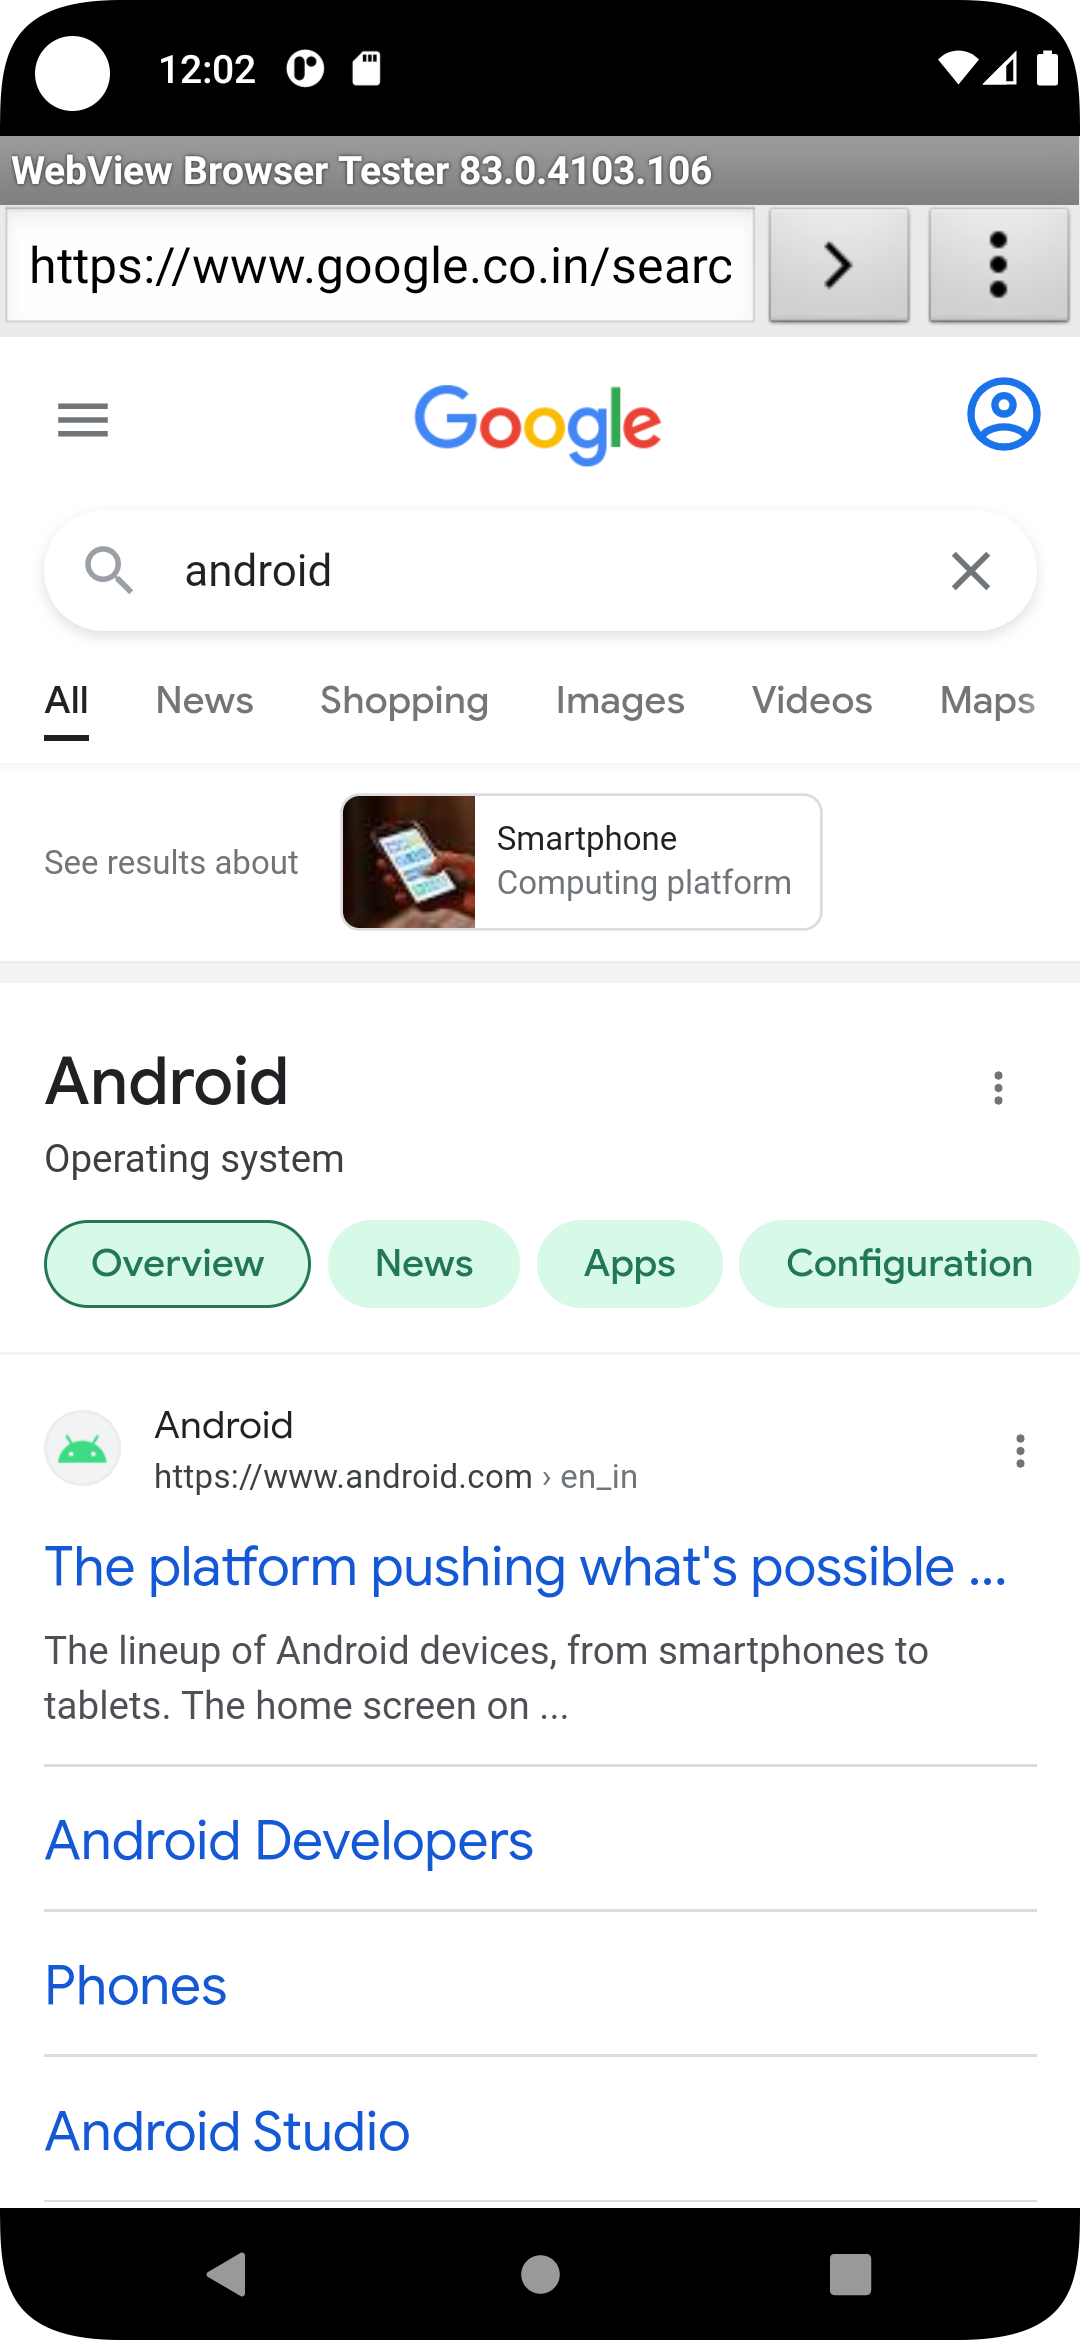 12:02
WebView Browser Tester 83.0.4103.106
https://www.google.co.in/searc
Google
android
All News Shopping Images Videos Maps
See results about
Smartphone
Computing platform
Android
Operating system
Overview News Apps Configuration
Android
https://www.android.com › en_in
The platform pushing what's possible ...
The lineup of Android devices, from smartphones to
tablets. The home screen on ...
Android Developers
Phones
Android Studio